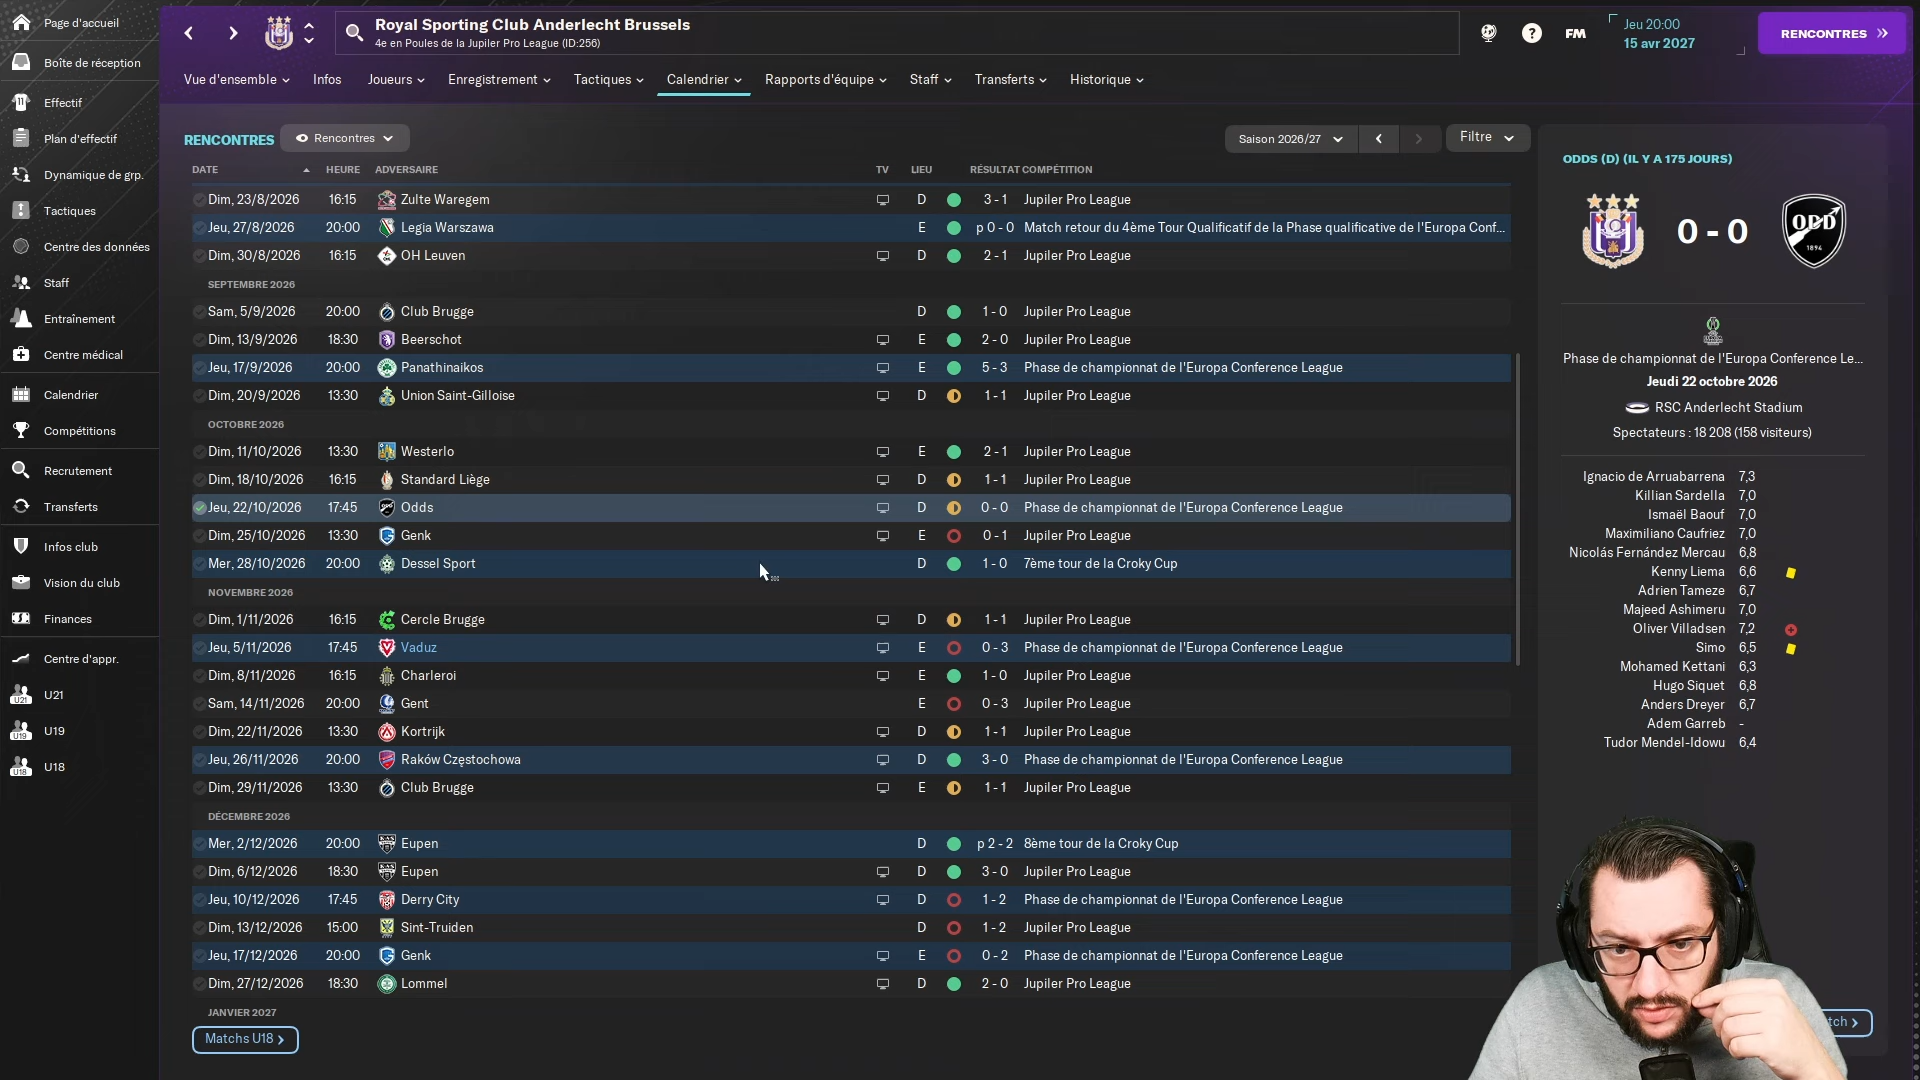 Page d'accueil
Boîte de réception
Effectif
Plan d'effectif
Dynamique de grp.
Tactiques
Centre des données
Staff
Entraînement
Centre médical
Calendrier
Compétitions
Recrutement
Transferts
Infos club
Vision du club
Finances
Centre d'appr.
U21
U19
U18
Royal Sporting Club Anderlecht Brussels
4e en Poules de la Jupiler Pro League (ID:256)
FM
Jeu 20:00
15 avr 2027
RENCONTRES
Vue d'ensemble Infos Joueurs Enregistrement Tactiques Calendrier Rapports d'équipe Staff Transferts Historique
RENCONTRES Rencontres Saison 2026/27 Filtre
DATE HEURE ADVERSAIRE TV LIEU RÉSULTAT COMPÉTITION
Dim, 23/8/2026 16:15 Zulte Waregem D 3 - 1 Jupiler Pro League
Jeu, 27/8/2026 20:00 Legia Warszawa E p 0 - 0 Match retour du 4ème Tour Qualificatif de la Phase qualificative de l'Europa Conf...
Dim, 30/8/2026 16:15 OH Leuven D 2 - 1 Jupiler Pro League
SEPTEMBRE 2026
Sam, 5/9/2026 20:00 Club Brugge D 1 - 0 Jupiler Pro League
Dim, 13/9/2026 18:30 Beerschot E 2 - 0 Jupiler Pro League
Jeu, 17/9/2026 20:00 Panathinaikos E 5 - 3 Phase de championnat de l'Europa Conference League
Dim, 20/9/2026 13:30 Union Saint-Gilloise D 1 - 1 Jupiler Pro League
OCTOBRE 2026
Dim, 11/10/2026 13:30 Westerlo E 2 - 1 Jupiler Pro League
Dim, 18/10/2026 16:15 Standard Liège D 1 - 1 Jupiler Pro League
Jeu, 22/10/2026 17:45 Odds D 0 - 0 Phase de championnat de l'Europa Conference League
Dim, 25/10/2026 13:30 Genk E 0 - 1 Jupiler Pro League
Mer, 28/10/2026 20:00 Dessel Sport D 1 - 0 7ème tour de la Croky Cup
NOVEMBRE 2026
Dim, 1/11/2026 16:15 Cercle Brugge D 1 - 1 Jupiler Pro League
Jeu, 5/11/2026 17:45 Vaduz E 0 - 3 Phase de championnat de l'Europa Conference League
Dim, 8/11/2026 16:15 Charleroi E 1 - 0 Jupiler Pro League
Sam, 14/11/2026 20:00 Gent E 0 - 3 Jupiler Pro League
Dim, 22/11/2026 13:30 Kortrijk D 1 - 1 Jupiler Pro League
Jeu, 26/11/2026 20:00 Raków Częstochowa D 3 - 0 Phase de championnat de l'Europa Conference League
Dim, 29/11/2026 13:30 Club Brugge E 1 - 1 Jupiler Pro League
DÉCEMBRE 2026
Mer, 2/12/2026 20:00 Eupen D p 2 - 2 8ème tour de la Croky Cup
Dim, 6/12/2026 18:30 Eupen D 3 - 0 Jupiler Pro League
Jeu, 10/12/2026 17:45 Derry City D 1 - 2 Phase de championnat de l'Europa Conference League
Dim, 13/12/2026 15:00 Sint-Truiden D 1 - 2 Jupiler Pro League
Jeu, 17/12/2026 20:00 Genk E 0 - 2 Phase de championnat de l'Europa Conference League
Dim, 27/12/2026 18:30 Lommel D 2 - 0 Jupiler Pro League
JANVIER 2027
Matchs U18
ODDS (D) (IL Y A 175 JOURS)
0 - 0
ODD
1894
Phase de championnat de l'Europa Conference Le...
Jeudi 22 octobre 2026
RSC Anderlecht Stadium
Spectateurs : 18 208 (158 visiteurs)
Ignacio de Arruabarrena 7,3
Killian Sardella 7,0
Ismaël Baouf 7,0
Maximiliano Caufriez 7,0
Nicolás Fernández Mercau 6,8
Kenny Liema 6,6
Adrien Tameze 6,7
Majeed Ashimeru 7,0
Oliver Villadsen 7,2
Simo 6,5
Mohamed Kettani 6,3
Hugo Siquet 6,8
Anders Dreyer 6,7
Adem Garreb -
Tudor Mendel-Idowu 6,4
tch